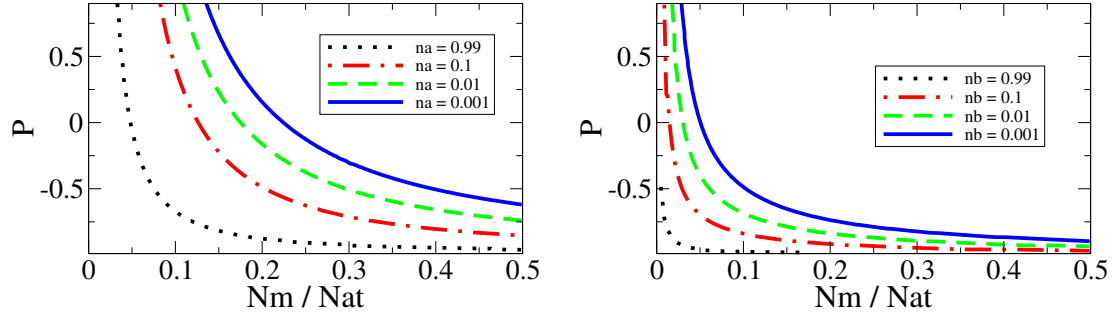 0.5
0
-0.5
P
0 0.1 0.2 0.3 0.4 0.5
Nm / Nat
na = 0.99
na = 0.1
na = 0.01
na = 0.001
0.5
0
-0.5
P
0 0.1 0.2 0.3 0.4 0.5
Nm / Nat
nb = 0.99
nb = 0.1
nb = 0.01
nb = 0.001